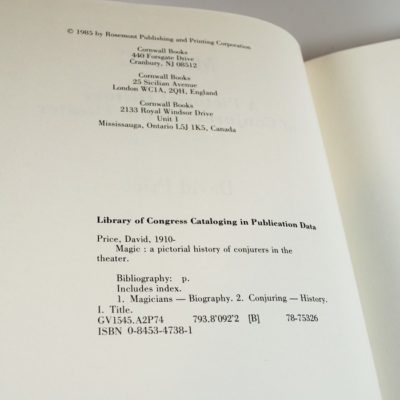 © 1985 by Rosemont Publishing and Printing Corporation
Cornwall Books
440 Forsgate Drive
Cranbury, NJ 08512
Cornwall Books
25 Sicilian Avenue
London WC1A, 2QH, England
Cornwall Books
2133 Royal Windsor Drive
Unit 1
Mississauga, Ontario L5J 1K5, Canada
Library of Congress Cataloging in Publication Data
Price, David, 1910-
Magic : a pictorial history of conjurers in the
theater.
Bibliography: p.
Includes index.
1. Magicians — Biography. 2. Conjuring — History.
I. Title.
GV1545.A2P74 793.8'092'2 [B] 78-75326
ISBN 0-8453-4738-1